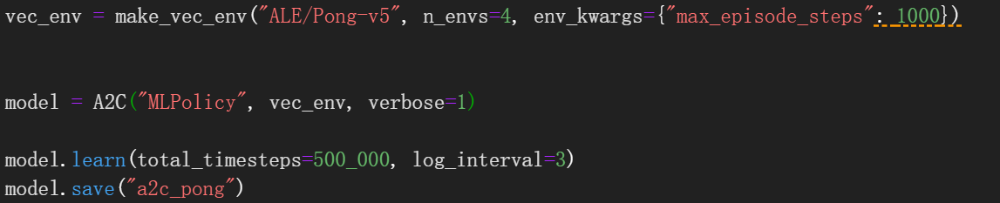 vec_env = make_vec_env("ALE/Pong-v5", n_envs=4, env_kwargs={"max_episode_steps": 1000})
model = A2C("MLPolicy", vec_env, verbose=1)
model.learn(total_timesteps=500_000, log_interval=3)
model.save("a2c_pong")